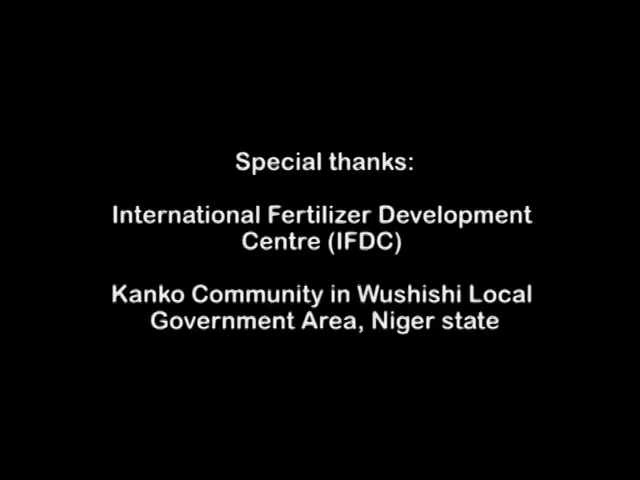 Special thanks:
International Fertilizer Development
Centre (IFDC)
Kanko Community in Wushishi Local
Government Area, Niger state